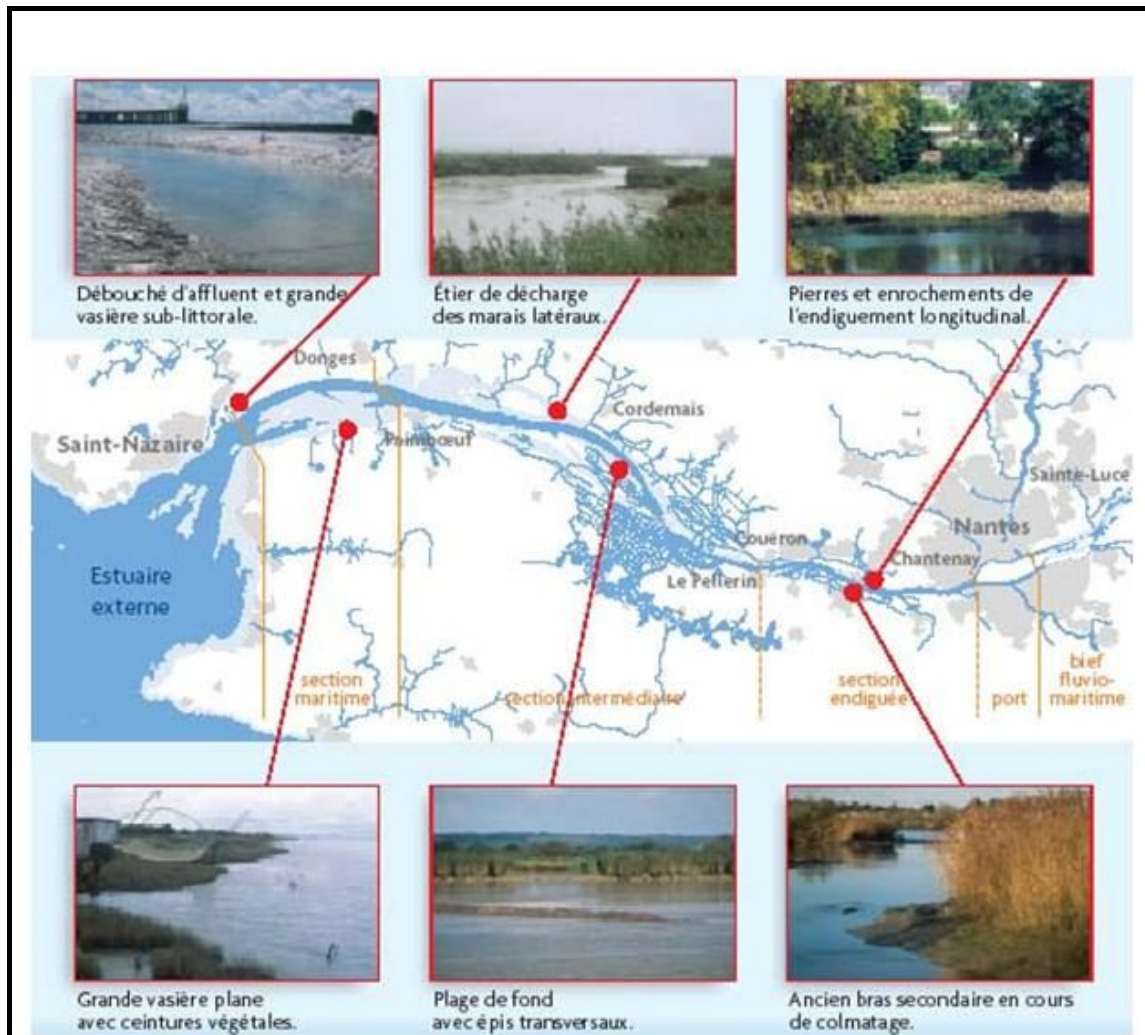 Débouché d'affluent et grande
vasière sub-littorale.
Étier de décharge
des marais latéraux.
Pierres et enrochements de
l'endiguement longitudinal.
Donges
Cordemais
Saint-Nazaire
Paimbœuf
Sainte-Luce
Nantes
Couëron
Chantenay
Le Pellerin
Estuaire
externe
section
maritime
section intermédiaire
section
endiguée
port
bief
fluvio-
maritime
Grande vasière plane
avec ceintures végétales.
Plage de fond
avec épis transversaux.
Ancien bras secondaire en cours
de colmatage.